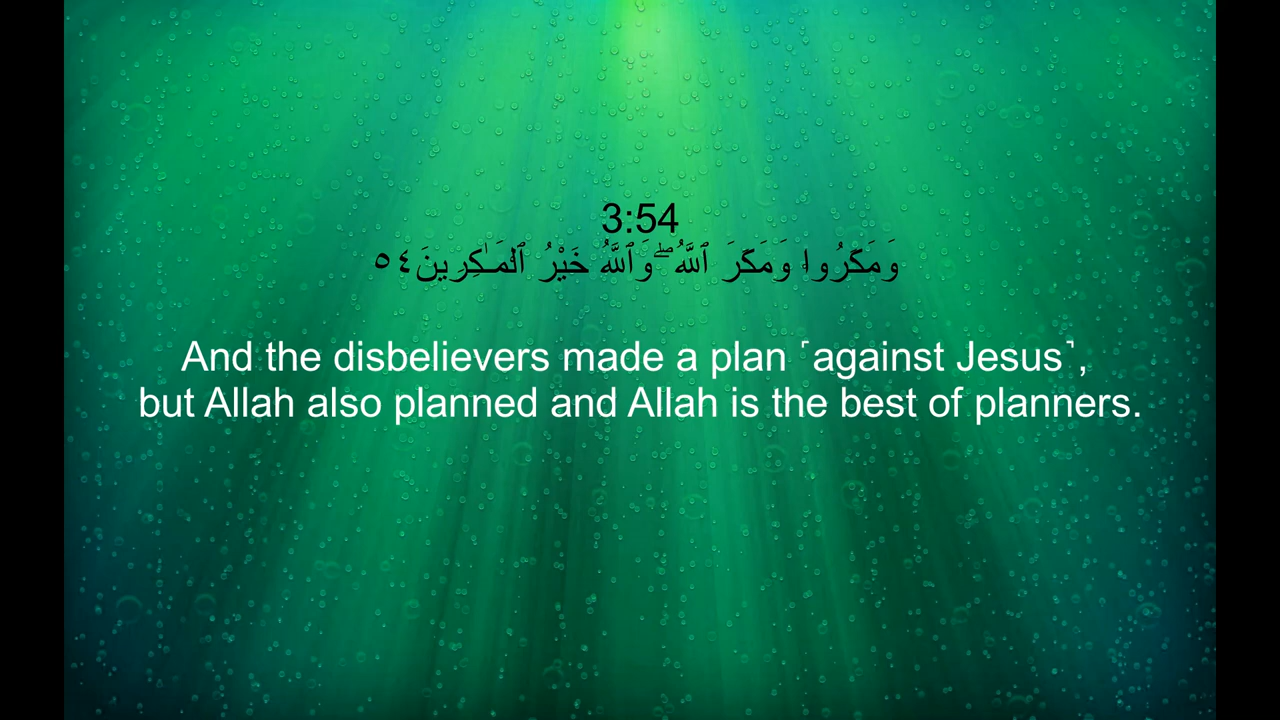 3:54
وَمَكَرُوا۟ وَمَكَرَ ٱللَّهُ ۖ وَٱللَّهُ خَيْرُ ٱلْمَـٰكِرِينَ ٥٤
And the disbelievers made a plan ˹against Jesus˺,
but Allah also planned and Allah is the best of planners.